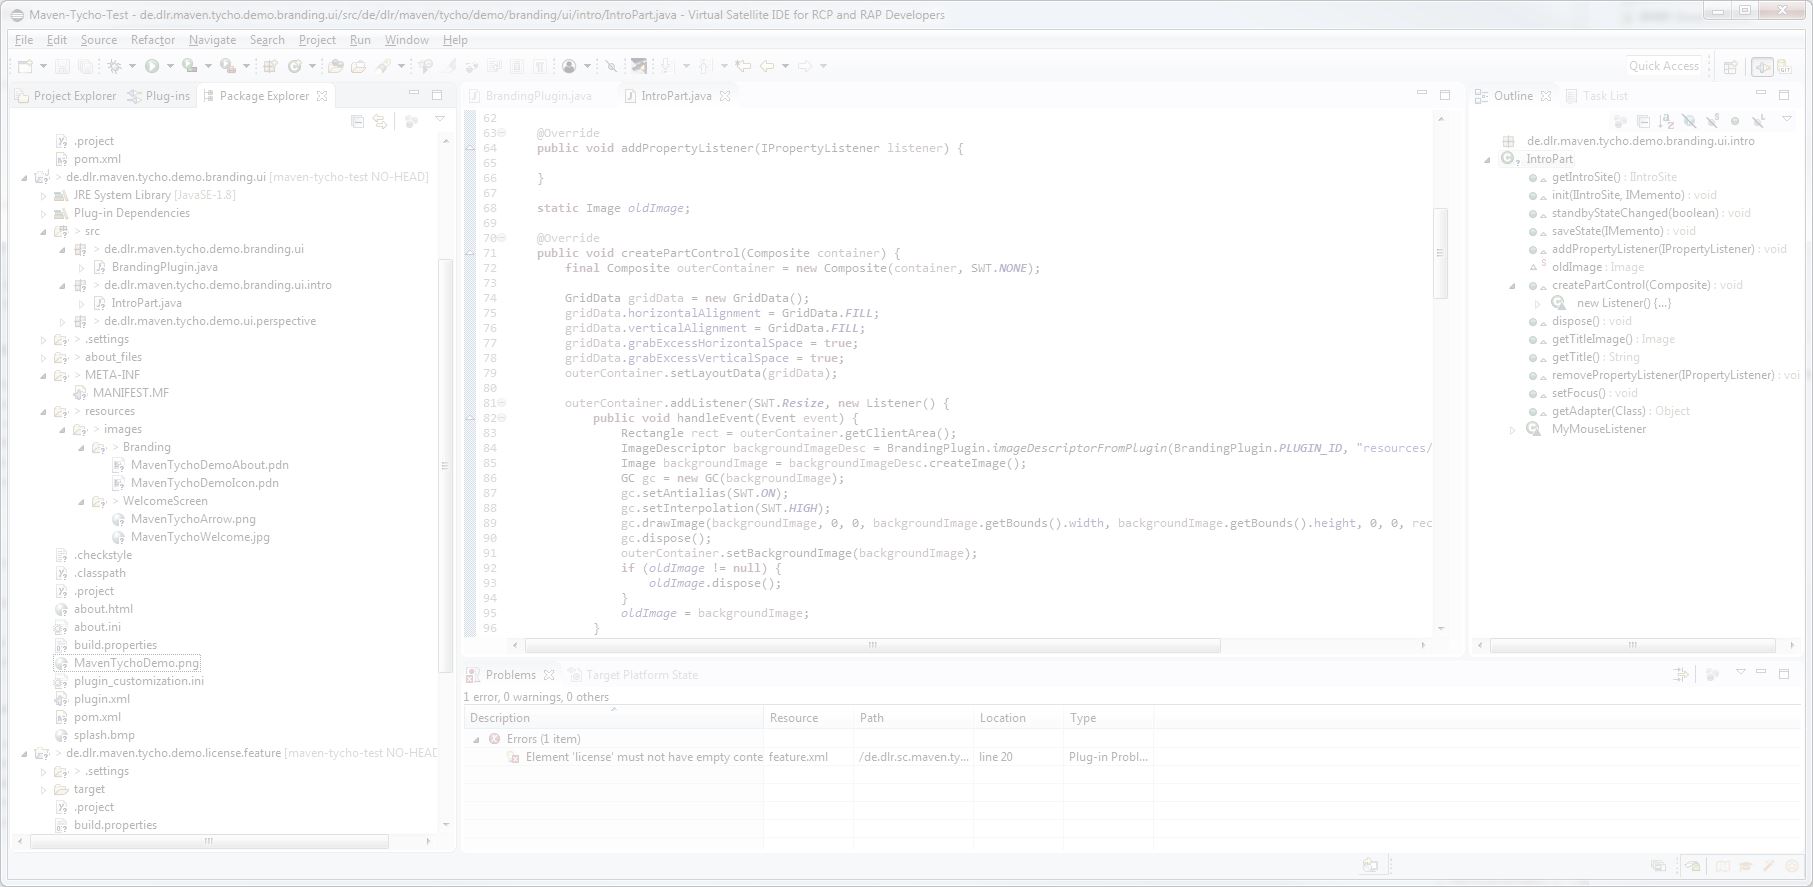 Maven-Tycho-Test - de.dlr.maven.tycho.demo.branding.ui/src/de/dlr/maven/tycho/demo/branding/ui/intro/IntroPart.java - Virtual Satellite IDE for RCP and RAP Developers
File Edit Source Refactor Navigate Search Project Run Window Help
Quick Access
Project Explorer Plug-ins Package Explorer
.project
pom.xml
> de.dlr.maven.tycho.demo.branding.ui [maven-tycho-test NO-HEAD]
JRE System Library [JavaSE-1.8]
Plug-in Dependencies
> src
> de.dlr.maven.tycho.demo.branding.ui
> BrandingPlugin.java
> de.dlr.maven.tycho.demo.branding.ui.intro
> IntroPart.java
> de.dlr.maven.tycho.demo.ui.perspective
> .settings
> about_files
> META-INF
MANIFEST.MF
> resources
> images
> Branding
MavenTychoDemoAbout.pdn
MavenTychoDemoIcon.pdn
> WelcomeScreen
MavenTychoArrow.png
MavenTychoWelcome.jpg
.checkstyle
.classpath
.project
about.html
about.ini
build.properties
MavenTychoDemo.png
plugin_customization.ini
plugin.xml
pom.xml
splash.bmp
> de.dlr.maven.tycho.demo.license.feature [maven-tycho-test NO-HEAD
> .settings
target
.project
build.properties
BrandingPlugin.java IntroPart.java
62
63 @Override
64 public void addPropertyListener(IPropertyListener listener) {
65
66 }
67
68 static Image oldImage;
69
70 @Override
71 public void createPartControl(Composite container) {
72 final Composite outerContainer = new Composite(container, SWT.NONE);
73
74 GridData gridData = new GridData();
75 gridData.horizontalAlignment = GridData.FILL;
76 gridData.verticalAlignment = GridData.FILL;
77 gridData.grabExcessHorizontalSpace = true;
78 gridData.grabExcessVerticalSpace = true;
79 outerContainer.setLayoutData(gridData);
80
81 outerContainer.addListener(SWT.Resize, new Listener() {
82 public void handleEvent(Event event) {
83 Rectangle rect = outerContainer.getClientArea();
84 ImageDescriptor backgroundImageDesc = BrandingPlugin.imageDescriptorFromPlugin(BrandingPlugin.PLUGIN_ID, "resources/
85 Image backgroundImage = backgroundImageDesc.createImage();
86 GC gc = new GC(backgroundImage);
87 gc.setAntialias(SWT.ON);
88 gc.setInterpolation(SWT.HIGH);
89 gc.drawImage(backgroundImage, 0, 0, backgroundImage.getBounds().width, backgroundImage.getBounds().height, 0, 0, rec
90 gc.dispose();
91 outerContainer.setBackgroundImage(backgroundImage);
92 if (oldImage != null) {
93 oldImage.dispose();
94 }
95 oldImage = backgroundImage;
96 }
Outline Task List
de.dlr.maven.tycho.demo.branding.ui.intro
IntroPart
getIntroSite() : IIntroSite
init(IIntroSite, IMemento) : void
standbyStateChanged(boolean) : void
saveState(IMemento) : void
addPropertyListener(IPropertyListener) : void
oldImage : Image
createPartControl(Composite) : void
new Listener() {...}
dispose() : void
getTitleImage() : Image
getTitle() : String
removePropertyListener(IPropertyListener) : voi
setFocus() : void
getAdapter(Class) : Object
MyMouseListener
Problems Target Platform State
1 error, 0 warnings, 0 others
Description Resource Path Location Type
Errors (1 item)
Element 'license' must not have empty conte feature.xml /de.dlr.sc.maven.ty... line 20 Plug-in Probl...